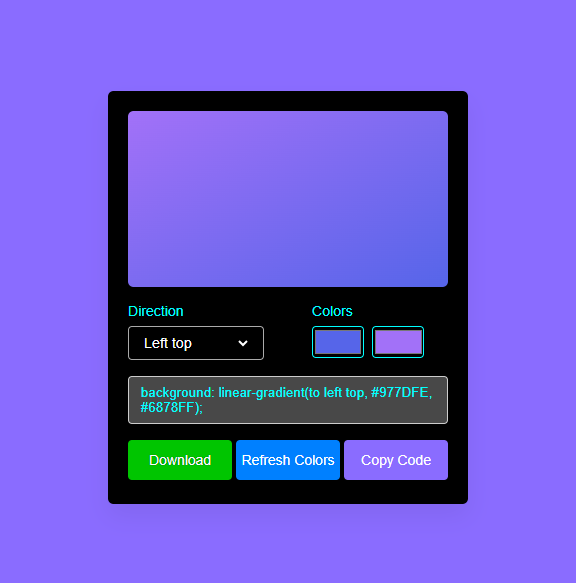 Direction
Colors
Left top
background: linear-gradient(to left top, #977DFE,
#6878FF);
Download
Refresh Colors
Copy Code